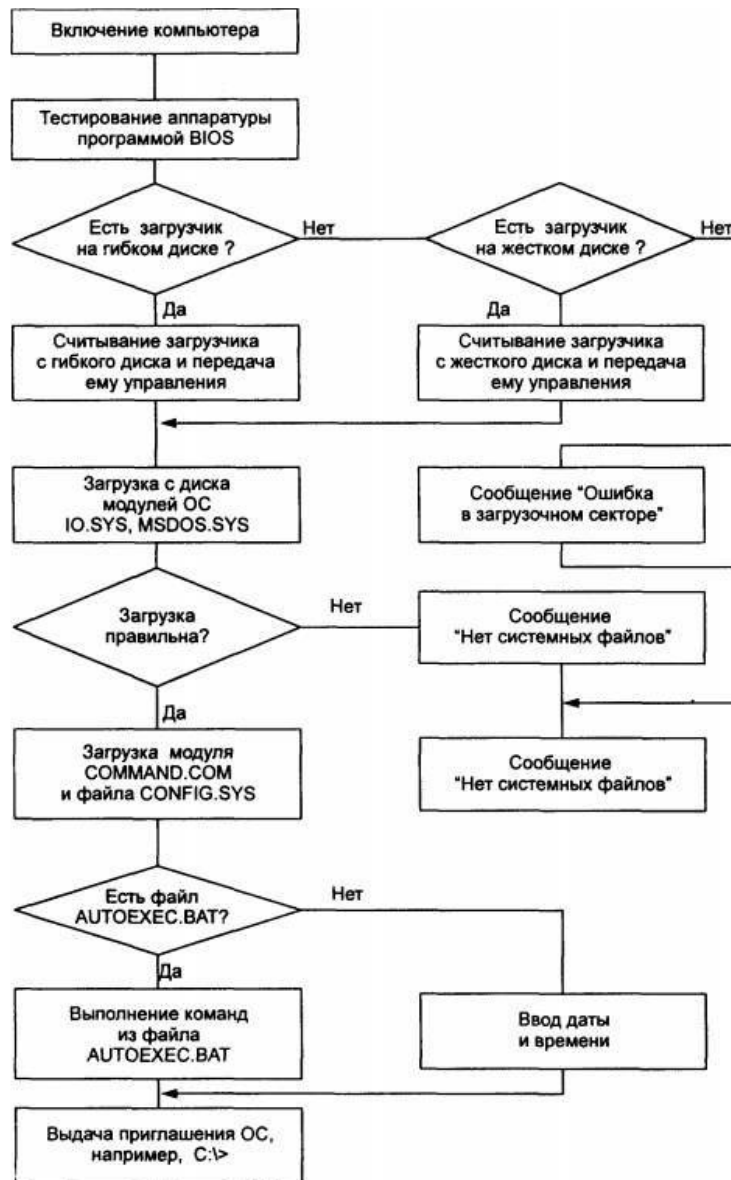 Включение компьютера
Тестирование аппаратуры
программой BIOS
Есть загрузчик
на гибком диске ?
Нет
Есть загрузчик
на жестком диске ?
Нет
Да
Да
Считывание загрузчика
с гибкого диска и передача
ему управления
Считывание загрузчика
с жесткого диска и передача
ему управления
Загрузка с диска
модулей ОС
IO.SYS, MSDOS.SYS
Сообщение “Ошибка
в загрузочном секторе”
Загрузка
правильна?
Нет
Сообщение
“Нет системных файлов”
Да
Загрузка модуля
COMMAND.COM
и файла CONFIG.SYS
Сообщение
“Нет системных файлов”
Есть файл
AUTOEXEC.BAT?
Нет
Да
Выполнение команд
из файла
AUTOEXEC.BAT
Ввод даты
и времени
Выдача приглашения ОС,
например, C:\>